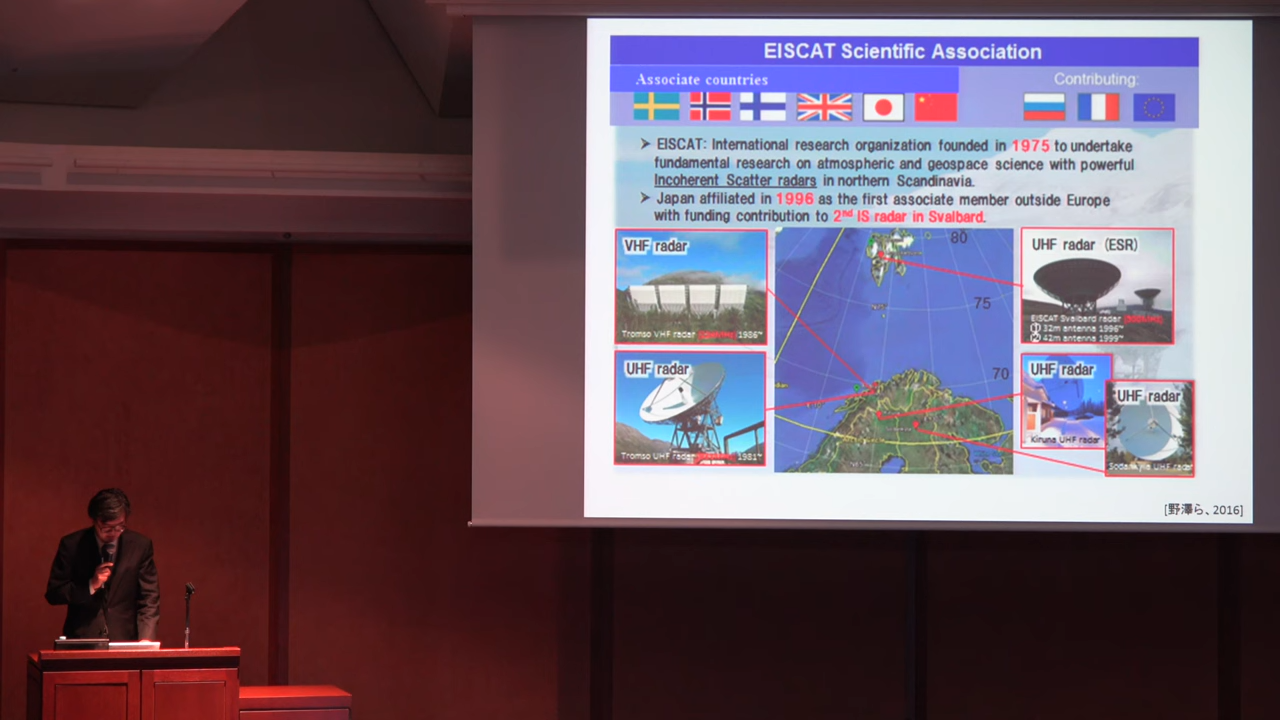 EISCAT Scientific Association
Associate countries
Contributing:
➤ EISCAT: International research organization founded in 1975 to undertake
fundamental research on atmospheric and geospace science with powerful
Incoherent Scatter radars in northern Scandinavia.
➤ Japan affiliated in 1996 as the first associate member outside Europe
with funding contribution to 2nd IS radar in Svalbard.
VHF radar
Tromso VHF radar 1986~
UHF radar
Tromso UHF radar 1981~
80
75
70
UHF radar (ESR)
EISCAT Svalbard radar
① 32m antenna 1996~
② 42m antenna 1999~
UHF radar
Kiruna UHF radar
UHF radar
Sodankyla UHF radar
[野澤ら、2016]